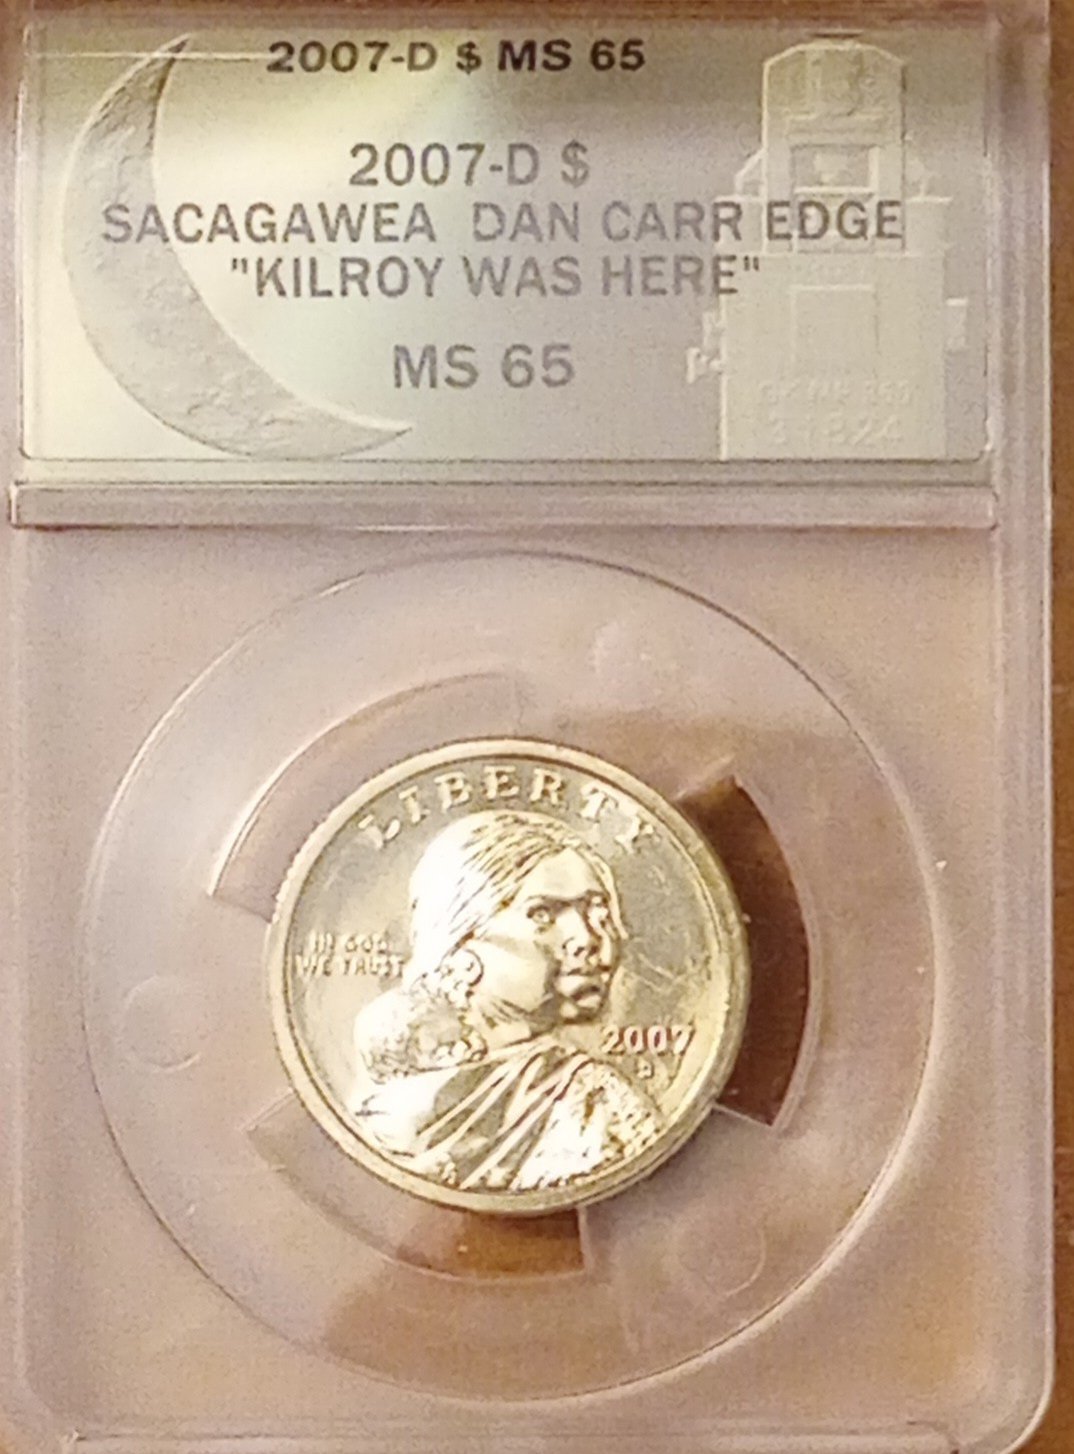 2007-D $ MS 65
2007-D $
SACAGAWEA DAN CARR EDGE
"KILROY WAS HERE"
MS 65
LIBERTY
IN GOD
WE TRUST
2007
D